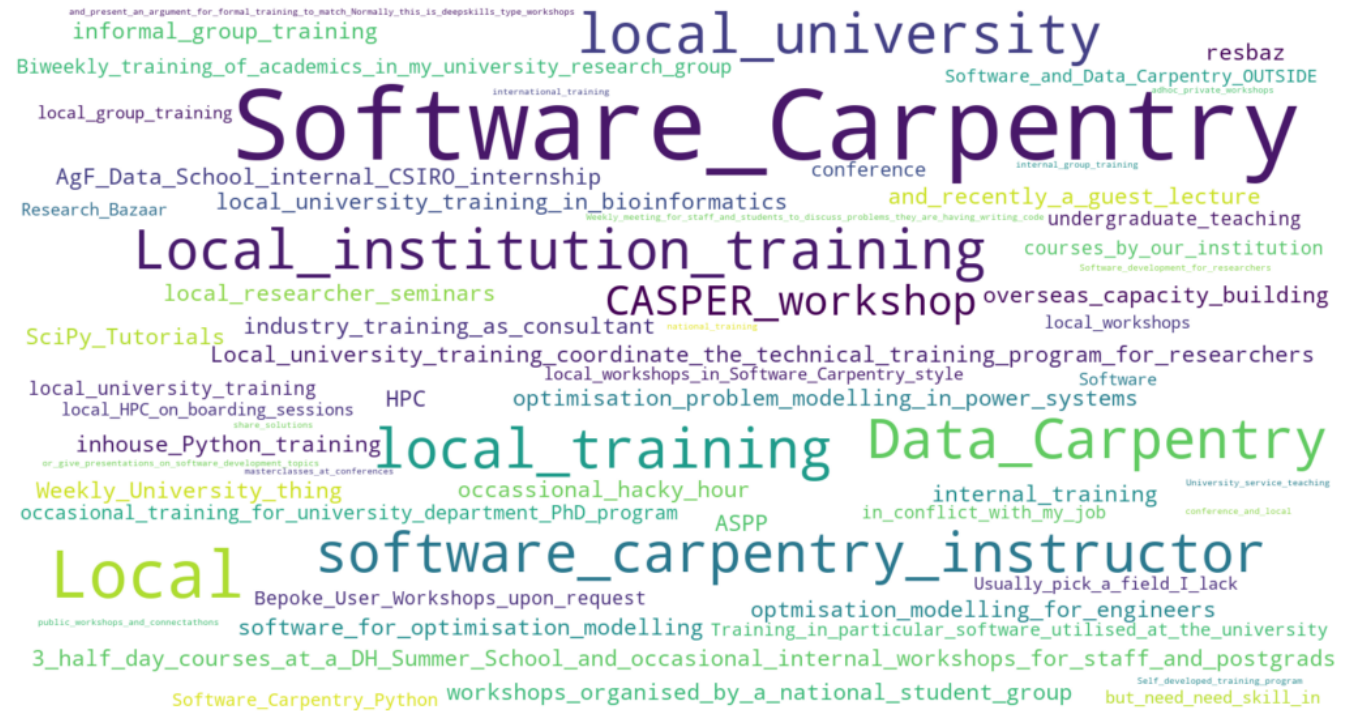 and_present_an_argument_for_formal_training_to_match_Normally_this_is_deepskills_type_workshops
informal_group_training
local_university
resbaz
Biweekly_training_of_academics_in_my_university_research_group
Software_and_Data_Carpentry_OUTSIDE
international_training
adhoc_private_workshops
local_group_training
Software_Carpentry
AgF_Data_School_internal_CSIRO_internship
conference
internal_group_training
Research_Bazaar
local_university_training_in_bioinformatics
and_recently_a_guest_lecture
Weekly_meeting_for_staff_and_students_to_discuss_problems_they_are_having_writing_code
undergraduate_teaching
Local_institution_training
courses_by_our_institution
Software_development_for_researchers
local_researcher_seminars
CASPER_workshop
overseas_capacity_building
SciPy_Tutorials
industry_training_as_consultant
national_training
local_workshops
Local_university_training_coordinate_the_technical_training_program_for_researchers
local_workshops_in_Software_Carpentry_style
Software
local_university_training
HPC
optimisation_problem_modelling_in_power_systems
local_HPC_on_boarding_sessions
share_solutions
inhouse_Python_training
local_training
Data_Carpentry
or_give_presentations_on_software_development_topics
masterclasses_at_conferences
Weekly_University_thing
occassional_hacky_hour
internal_training
University_service_teaching
occasional_training_for_university_department_PhD_program
ASPP
in_conflict_with_my_job
conference_and_local
Local
software_carpentry_instructor
Usually_pick_a_field_I_lack
Bepoke_User_Workshops_upon_request
optmisation_modelling_for_engineers
public_workshops_and_connectathons
software_for_optimisation_modelling
Training_in_particular_software_utilised_at_the_university
3_half_day_courses_at_a_DH_Summer_School_and_occasional_internal_workshops_for_staff_and_postgrads
Self_developed_training_program
Software_Carpentry_Python
workshops_organised_by_a_national_student_group
but_need_need_skill_in